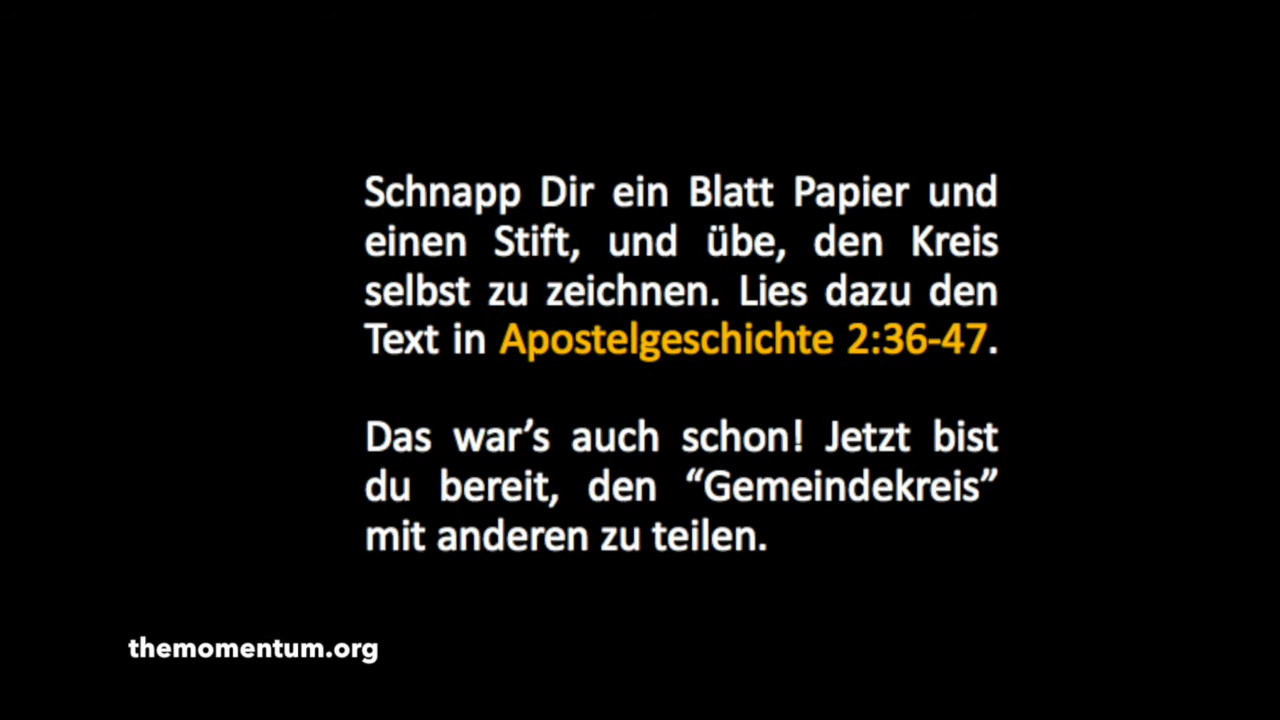 Schnapp Dir ein Blatt Papier und
einen Stift, und übe, den Kreis
selbst zu zeichnen. Lies dazu den
Text in Apostelgeschichte 2:36-47.
Das war’s auch schon! Jetzt bist
du bereit, den “Gemeindekreis”
mit anderen zu teilen.
themomentum.org